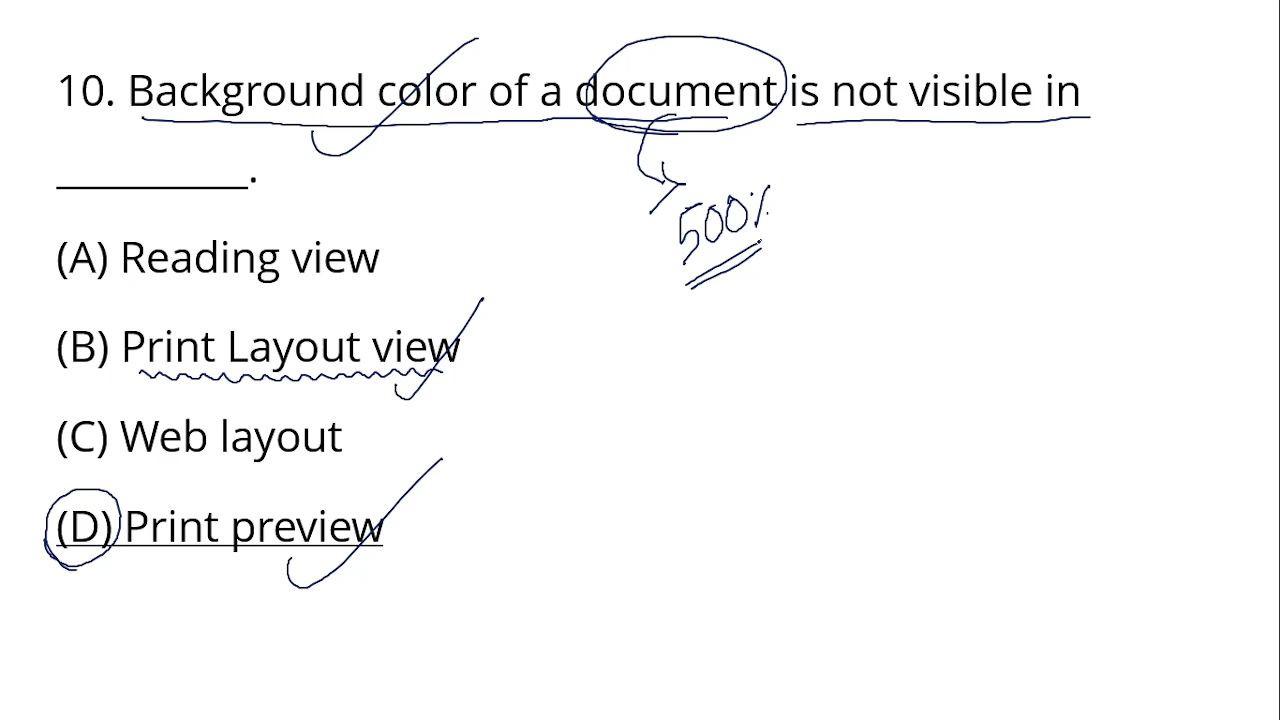 10. Background color of a document is not visible in
__________.
500%
(A) Reading view
(B) Print Layout view
(C) Web layout
(D) Print preview